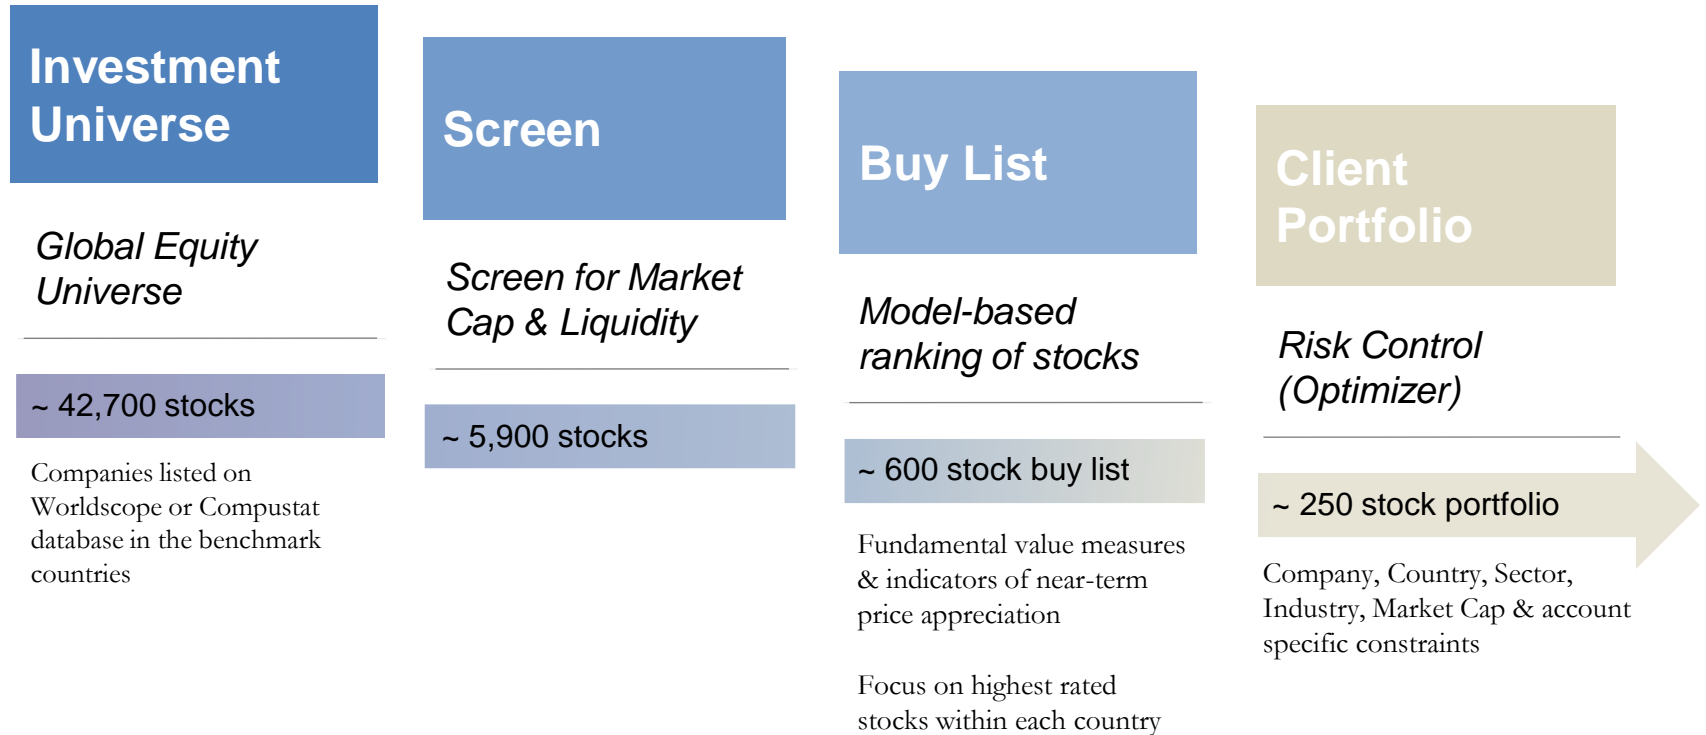 Investment
Universe
Global Equity
Universe
~ 42,700 stocks
Companies listed on
Worldscope or Compustat
database in the benchmark
countries
Screen
Screen for Market
Cap & Liquidity
~ 5,900 stocks
Buy List
Model-based
ranking of stocks
~ 600 stock buy list
Fundamental value measures
& indicators of near-term
price appreciation
Focus on highest rated
stocks within each country
Client
Portfolio
Risk Control
(Optimizer)
~ 250 stock portfolio
Company, Country, Sector,
Industry, Market Cap & account
specific constraints